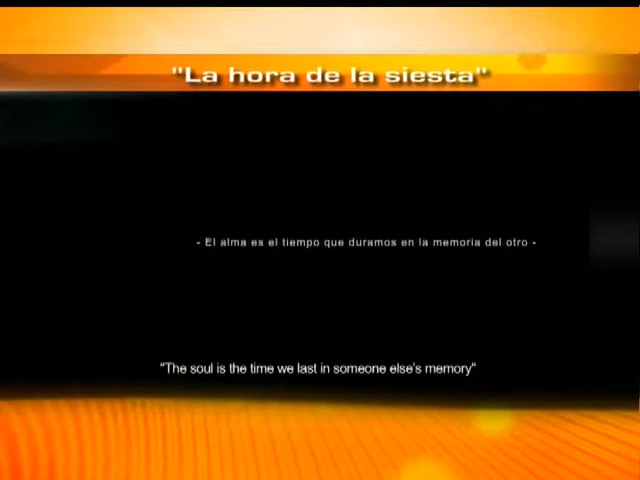 "La hora de la siesta"
- El alma es el tiempo que duramos en la memoria del otro -
"The soul is the time we last in someone else's memory"